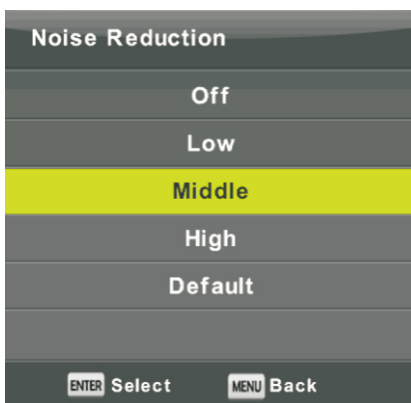 Noise Reduction
Off
Low
Middle
High
Default
ENTER Select MENU Back